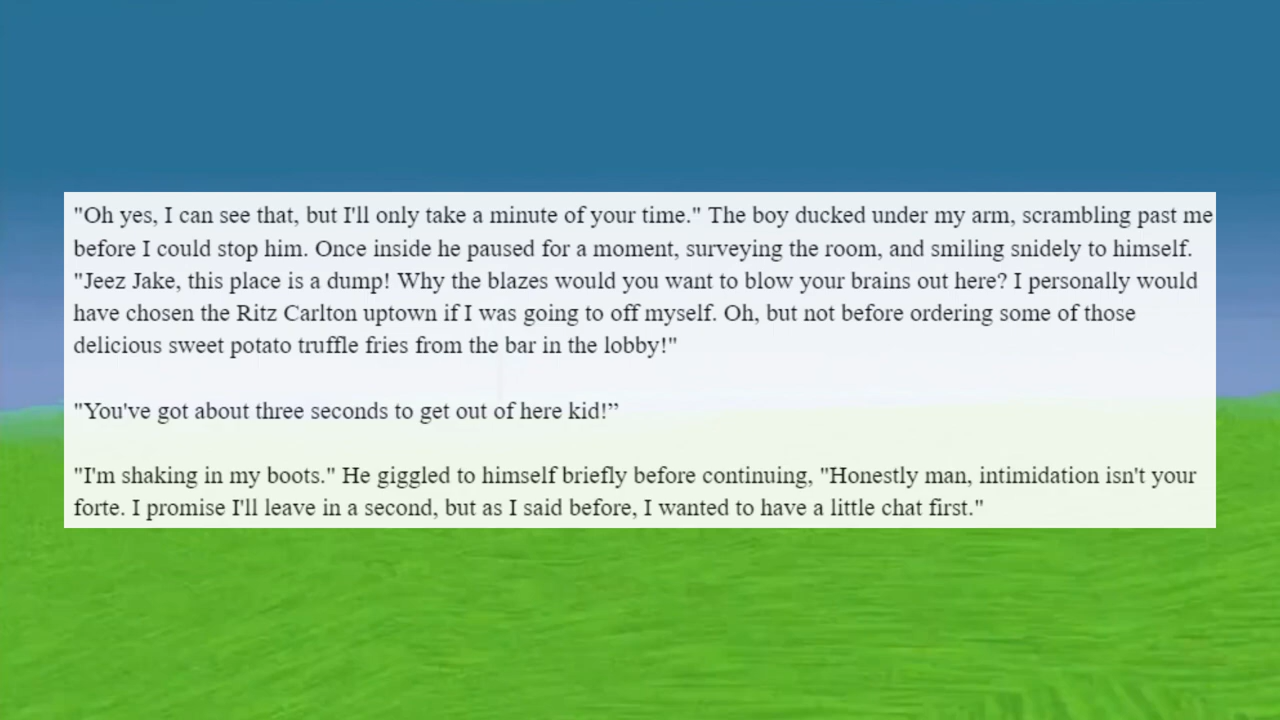 "Oh yes, I can see that, but I'll only take a minute of your time." The boy ducked under my arm, scrambling past me
before I could stop him. Once inside he paused for a moment, surveying the room, and smiling snidely to himself.
"Jeez Jake, this place is a dump! Why the blazes would you want to blow your brains out here? I personally would
have chosen the Ritz Carlton uptown if I was going to off myself. Oh, but not before ordering some of those
delicious sweet potato truffle fries from the bar in the lobby!"
"You've got about three seconds to get out of here kid!”
"I'm shaking in my boots." He giggled to himself briefly before continuing, "Honestly man, intimidation isn't your
forte. I promise I'll leave in a second, but as I said before, I wanted to have a little chat first."